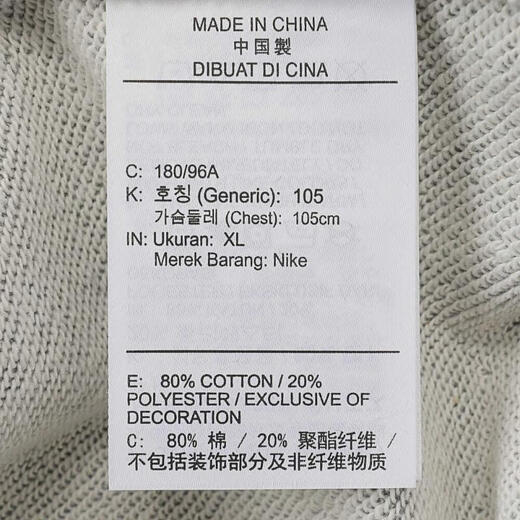 MADE IN CHINA
中国製
DIBUAT DI CINA
C: 180/96A
K: 호칭 (Generic): 105
가슴둘레 (Chest): 105cm
IN: Ukuran: XL
Merek Barang: Nike
E: 80% COTTON / 20%
POLYESTER / EXCLUSIVE OF
DECORATION
C: 80% 棉 / 20% 聚酯纤维 /
不包括装饰部分及非纤维物质